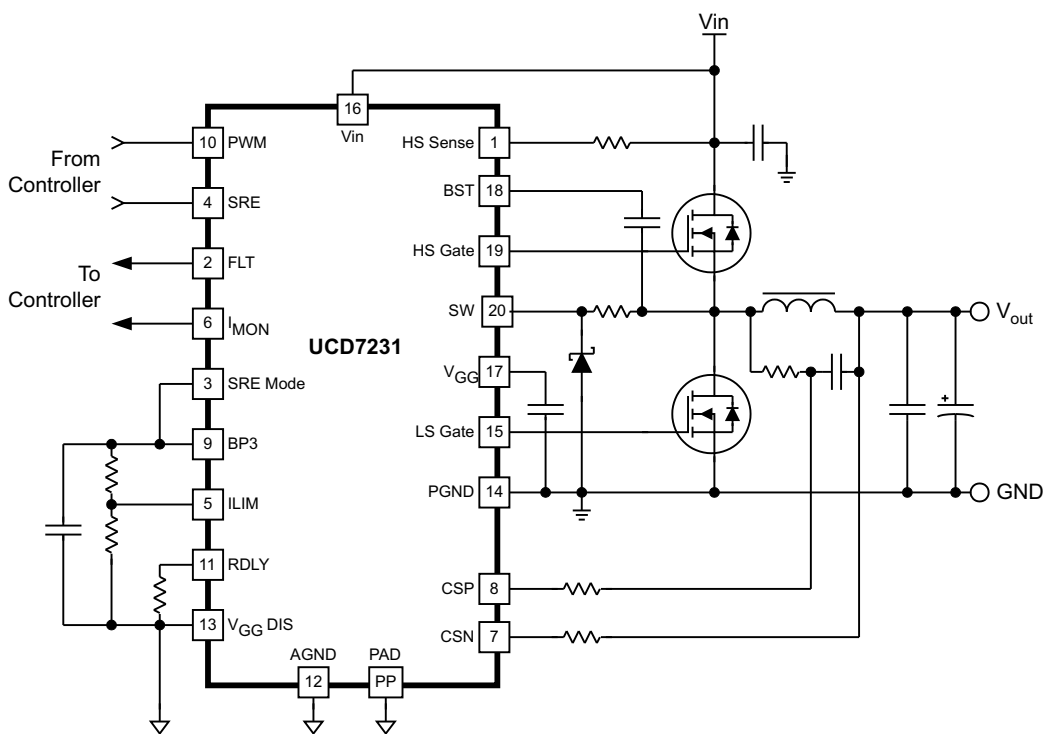 Vin
16
Vin
10 PWM
HS Sense 1
From
Controller
BST 18
4 SRE
HS Gate 19
To
Controller
2 FLT
SW 20
Vout
6 IMON
UCD7231
VGG 17
3 SRE Mode
+
LS Gate 15
9 BP3
PGND 14
GND
5 ILIM
11 RDLY
CSP 8
13 VGG DIS
CSN 7
AGND
PAD
12
PP